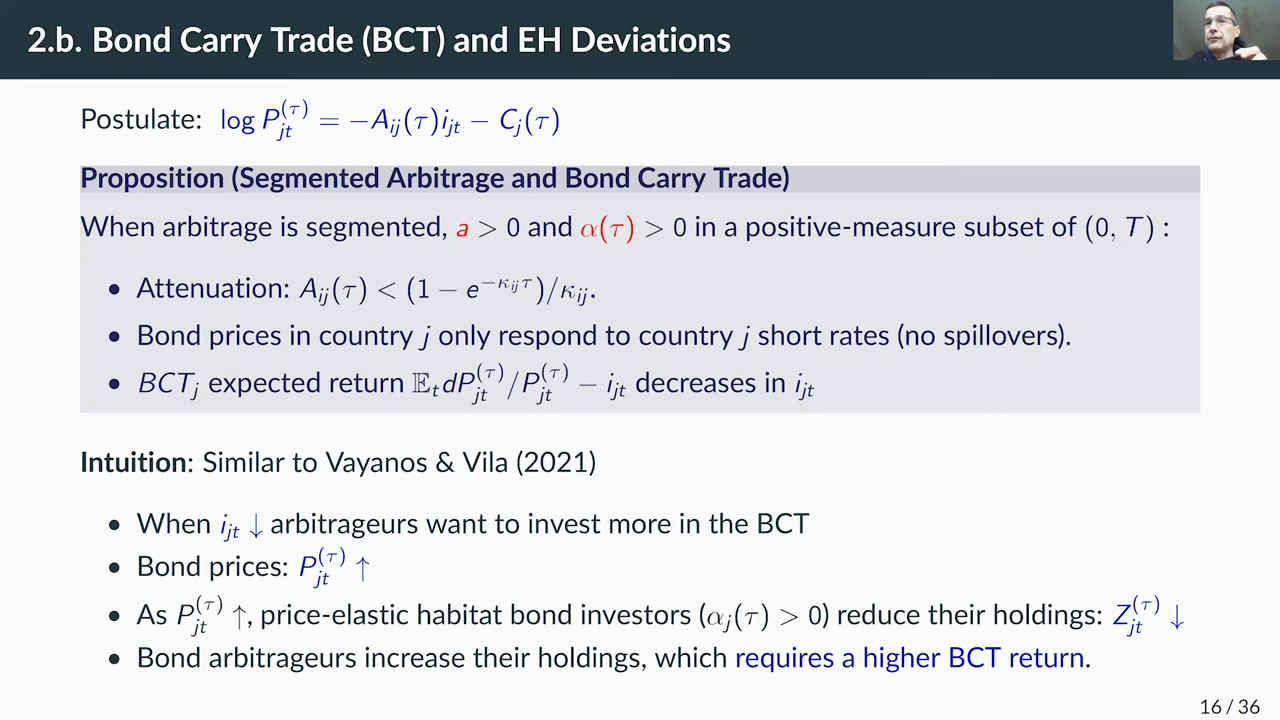 2.b. Bond Carry Trade (BCT) and EH Deviations
Postulate: log P_{jt}^{(τ)} = −A_{ij}(τ)i_{jt} − C_j(τ)
Proposition (Segmented Arbitrage and Bond Carry Trade)
When arbitrage is segmented, a > 0 and α(τ) > 0 in a positive-measure subset of (0, T) :
• Attenuation: A_{ij}(τ) < (1 − e^{−κ_{ij}τ})/κ_{ij}.
• Bond prices in country j only respond to country j short rates (no spillovers).
• BCT_j expected return 𝔼_t dP_{jt}^{(τ)}/P_{jt}^{(τ)} − i_{jt} decreases in i_{jt}
Intuition: Similar to Vayanos & Vila (2021)
• When i_{jt} ↓ arbitrageurs want to invest more in the BCT
• Bond prices: P_{jt}^{(τ)} ↑
• As P_{jt}^{(τ)} ↑, price-elastic habitat bond investors (α_j(τ) > 0) reduce their holdings: Z_{jt}^{(τ)} ↓
• Bond arbitrageurs increase their holdings, which requires a higher BCT return.
16 / 36